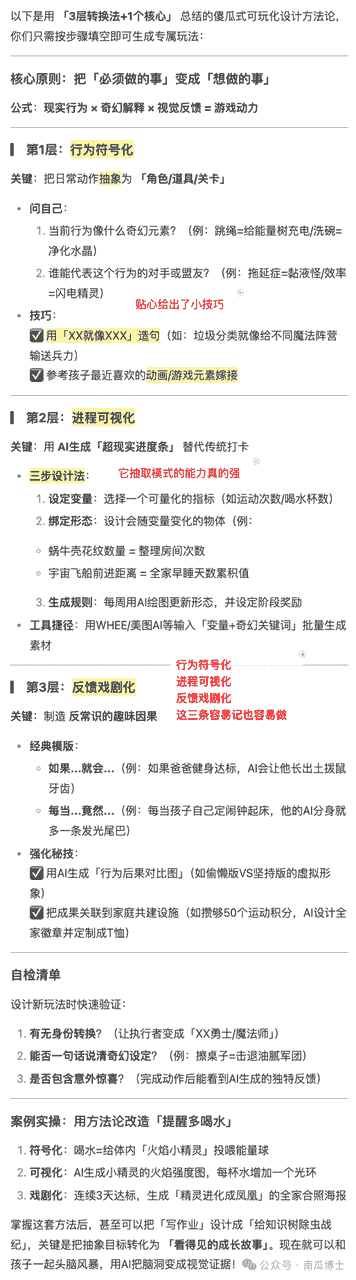 以下是用 「3层转换法+1个核心」 总结的傻瓜式可玩化设计方法论，
你们只需按步骤填空即可生成专属玩法：
核心原则：把「必须做的事」变成「想做的事」
公式：现实行为 × 奇幻解释 × 视觉反馈 = 游戏动力
第1层：行为符号化
关键：把日常动作抽象为 「角色/道具/关卡」
• 问自己：
1. 当前行为像什么奇幻元素？（例：跳绳=给能量树充电/洗碗=
净化水晶）
2. 谁能代表这个行为的对手或盟友？（例：拖延症=黏液怪/效率
=闪电精灵）
贴心给出了小技巧
• 技巧：
✅ 用「XX就像XXX」造句（如：垃圾分类就像给不同魔法阵营
输送兵力）
✅ 参考孩子最近喜欢的动画/游戏元素嫁接
第2层：进程可视化
关键：用 AI生成「超现实进度条」 替代传统打卡
• 三步设计法：
它抽取模式的能力真的强
1. 设定变量：选择一个可量化的指标（如运动次数/喝水杯数）
2. 绑定形态：设计会随变量变化的物体（例：
◦ 蜗牛壳花纹数量 = 整理房间次数
◦ 宇宙飞船前进距离 = 全家早睡天数累积值
3. 生成规则：每周用AI绘图更新形态，并设定阶段奖励
• 工具捷径：用WHEE/美图AI等输入「变量+奇幻关键词」批量生成
素材
行为符号化
进程可视化
反馈戏剧化
这三条容易记也容易做
第3层：反馈戏剧化
关键：制造 反常识的趣味因果
• 经典模版：
◦ 如果...就会...（例：如果爸爸健身达标，AI会让他长出土拨鼠
牙齿）
◦ 每当...竟然...（例：每当孩子自己定闹钟起床，他的AI分身就
多一条发光尾巴）
• 强化秘技：
✅ 用AI生成「行为后果对比图」（如偷懒版VS坚持版的虚拟形
象）
✅ 把成果关联到家庭共建设施（如攒够50个运动积分，AI设计全
家徽章并定制成T恤）
自检清单
设计新玩法时快速验证：
1. 有无身份转换？（让执行者变成「XX勇士/魔法师」）
2. 能否一句话说清奇幻设定？（例：擦桌子=击退油腻军团）
3. 是否包含意外惊喜？（完成动作后能看到AI生成的独特反馈）
案例实操：用方法论改造「提醒多喝水」
1. 符号化：喝水=给体内「火焰小精灵」投喂能量球
2. 可视化：AI生成小精灵的火焰强度图，每杯水增加一个光环
3. 戏剧化：连续3天达标，生成「精灵进化成凤凰」的全家合照海报
掌握这套方法后，甚至可以把「写作业」设计成「给知识树除虫战
纪」，关键是把抽象目标转化为 「看得见的成长故事」。现在就可以和
孩子一起头脑风暴，用AI把脑洞变成视觉证据！
公众号 · 南瓜博士